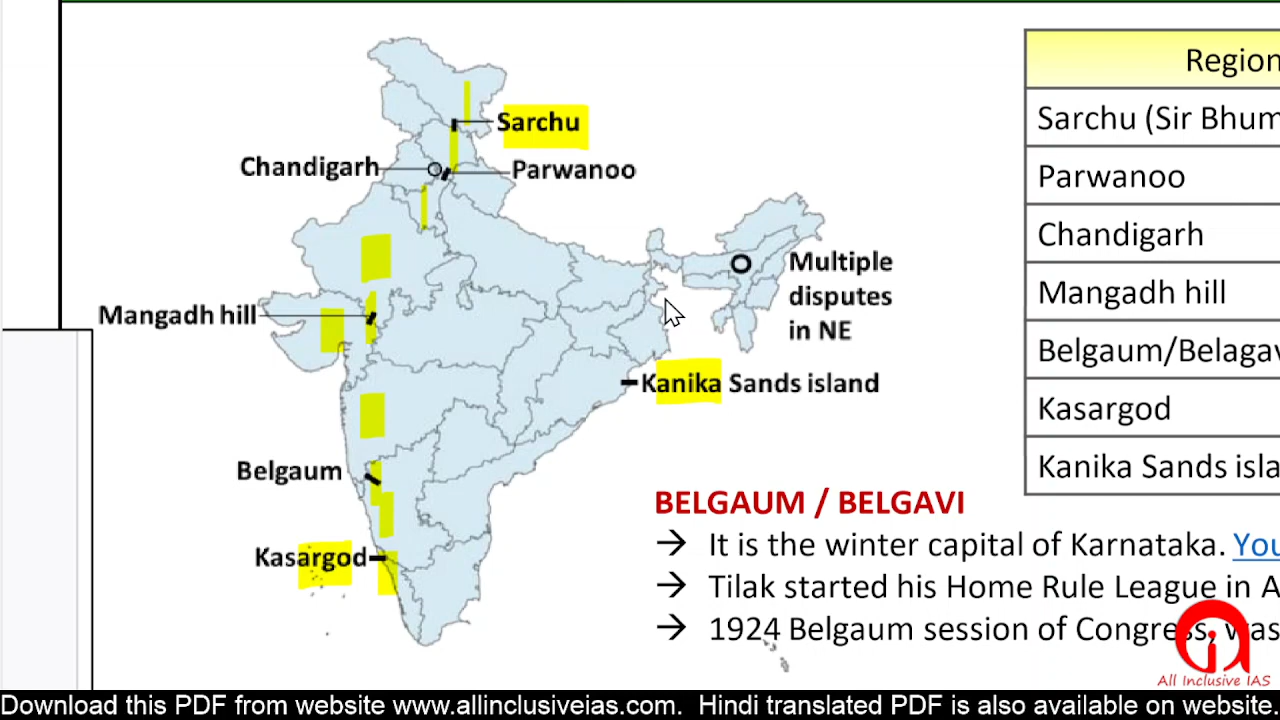 Sarchu
Chandigarh
Parwanoo
Multiple
disputes
in NE
Mangadh hill
Kanika Sands island
Belgaum
Kasargod
Region
Sarchu (Sir Bhum
Parwanoo
Chandigarh
Mangadh hill
Belgaum/Belagav
Kasargod
Kanika Sands isla
BELGAUM / BELGAVI
→ It is the winter capital of Karnataka. You
→ Tilak started his Home Rule League in A
→ 1924 Belgaum session of Congress, was
All Inclusive IAS
Download this PDF from website www.allinclusiveias.com. Hindi translated PDF is also available on website.